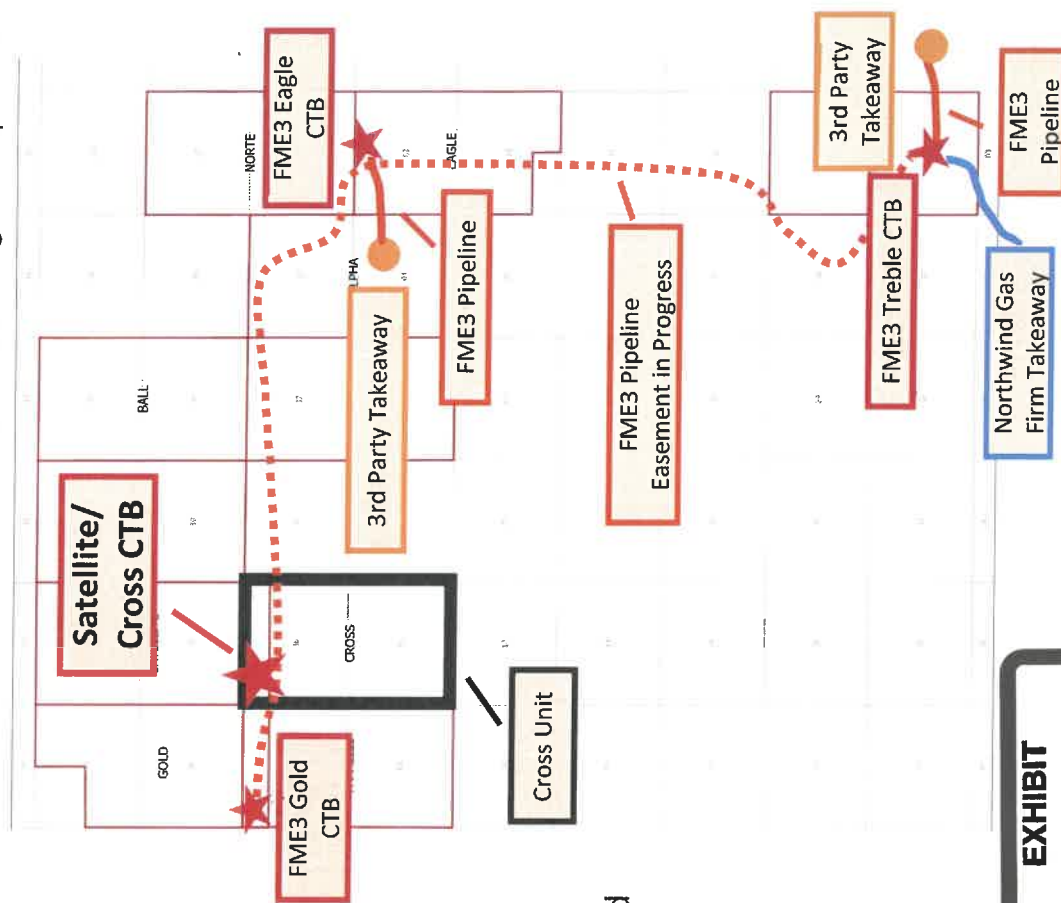 NORTE
FME3 Eagle
CTB
EAGLE
3rd Party
Takeaway
FME3
Pipeline
FME3 Treble CTB
Northwind Gas
Firm Takeaway
FME3 Pipeline
3rd Party Takeaway
FME3 Pipeline
Easement in Progress
BALL
Satellite/
Cross CTB
CROSS
Cross Unit
GOLD
FME3 Gold
CTB
EXHIBIT